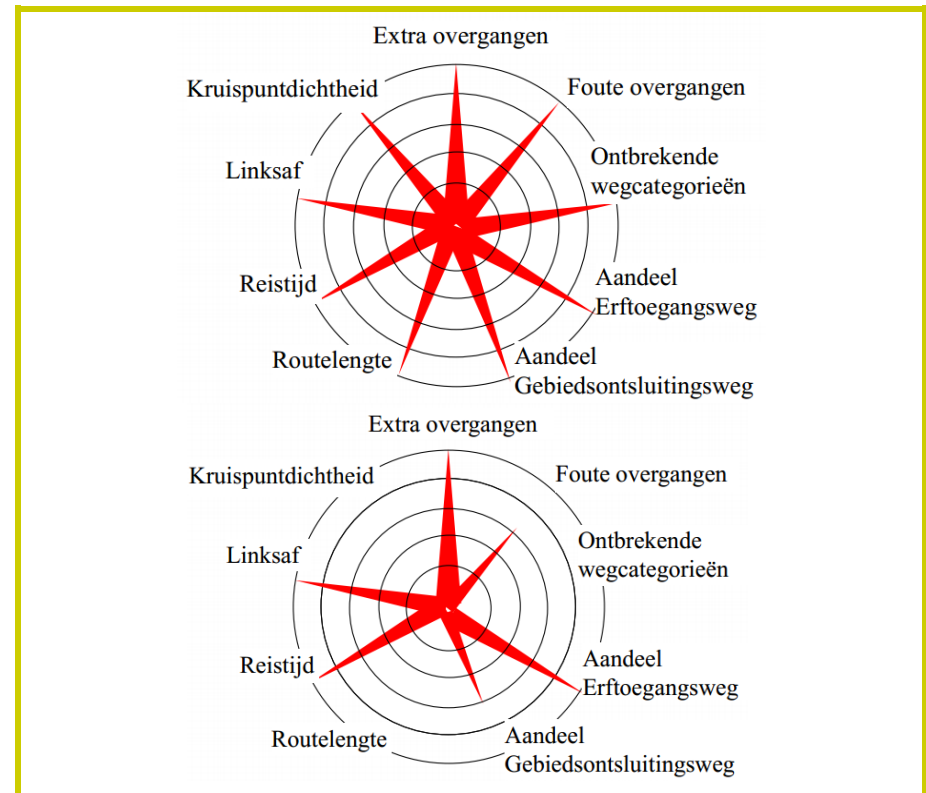 Extra overgangen
Kruispuntdichtheid
Foute overgangen
Linksaf
Ontbrekende
wegcategorieën
Reistijd
Aandeel
Erftoegangsweg
Routelengte
Aandeel
Gebiedsontsluitingsweg
Extra overgangen
Kruispuntdichtheid
Foute overgangen
Linksaf
Ontbrekende
wegcategorieën
Reistijd
Aandeel
Erftoegangsweg
Routelengte
Aandeel
Gebiedsontsluitingsweg